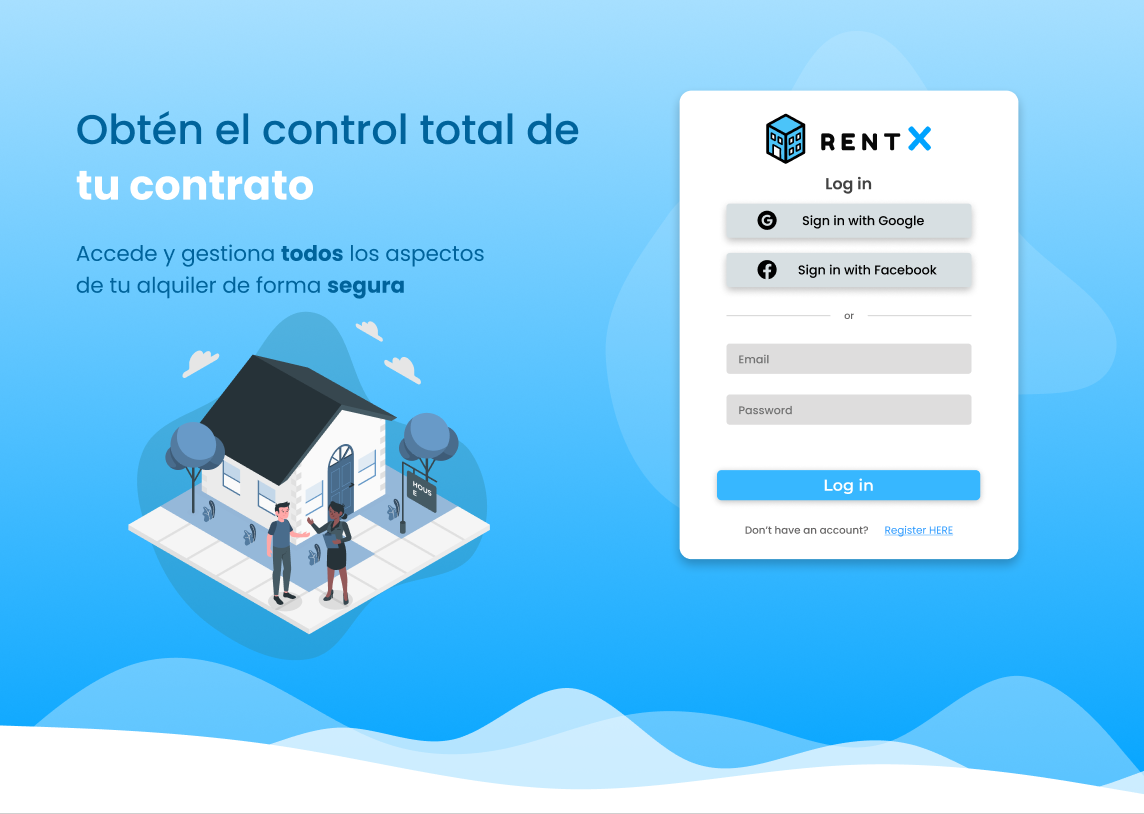 Obtén el control total de
tu contrato
Accede y gestiona todos los aspectos
de tu alquiler de forma segura
HOUS
E
RENT X
Log in
Sign in with Google
Sign in with Facebook
or
Email
Password
Log in
Don't have an account? Register HERE